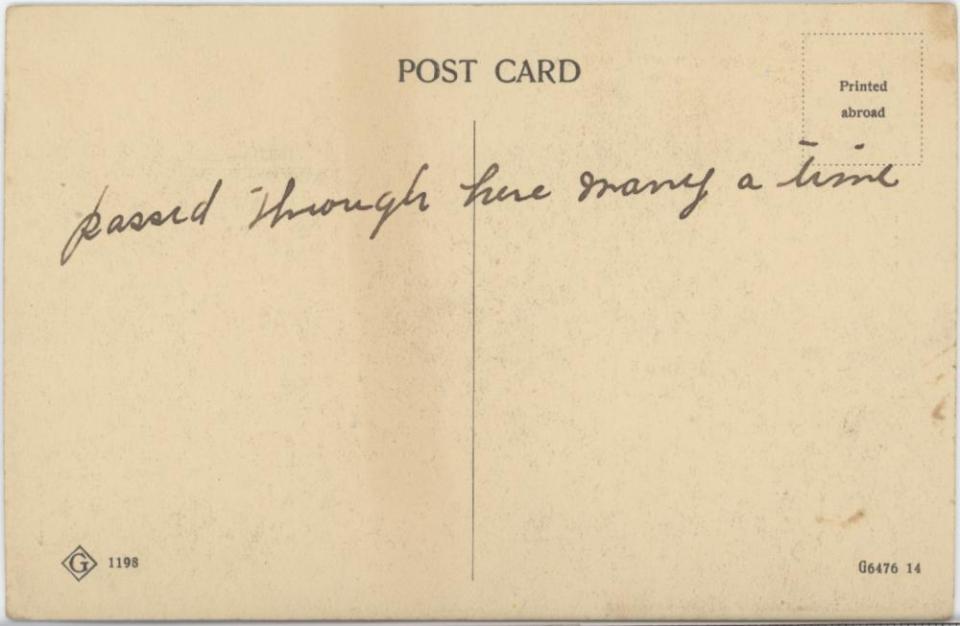 POST CARD
Printed
abroad
passed through here many a time
G 1198
G6476 14